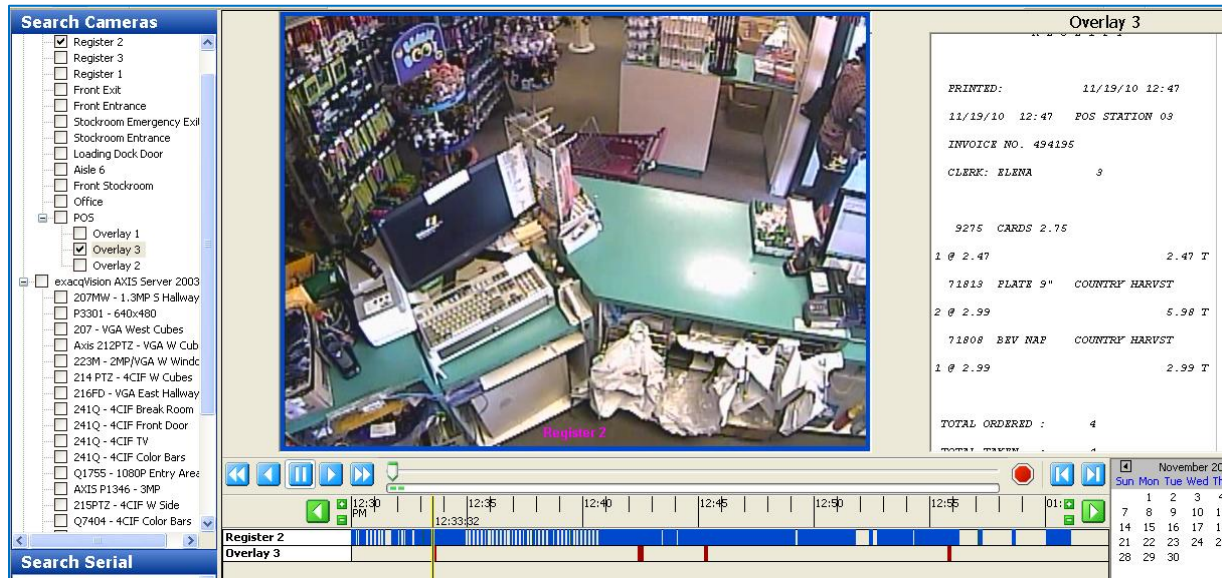 Search Cameras
Register 2
Register 3
Register 1
Front Exit
Front Entrance
Stockroom Emergency Exit
Stockroom Entrance
Loading Dock Door
Aisle 6
Front Stockroom
Office
POS
Overlay 1
Overlay 3
Overlay 2
exacqVision AXIS Server 2003
207MW - 1.3MP S Hallway
P3301 - 640x480
207 - VGA West Cubes
Axis 212PTZ - VGA W Cub
223M - 2MP/VGA W Windo
214 PTZ - 4CIF W Cubes
216FD - VGA East Hallway
241Q - 4CIF Break Room
241Q - 4CIF Front Door
241Q - 4CIF TV
241Q - 4CIF Color Bars
Q1755 - 1080P Entry Area
AXIS P1346 - 3MP
215PTZ - 4CIF W Side
Q7404 - 4CIF Color Bars
Search Serial
Register 2
Overlay 3
PRINTED: 11/19/10 12:47
11/19/10 12:47 POS STATION 03
INVOICE NO. 494195
CLERK: ELENA 3
9275 CARDS 2.75
1 @ 2.47 2.47 T
71813 PLATE 9" COUNTRY HARVST
2 @ 2.99 5.98 T
71808 BEV NAP COUNTRY HARVST
1 @ 2.99 2.99 T
TOTAL ORDERED : 4
12:30 PM 12:35 12:40 12:45 12:50 12:55 01:
12:33:32
Register 2
Overlay 3
November 20
Sun Mon Tue Wed Th
1 2 3 4
7 8 9 10 1
14 15 16 17 1
21 22 23 24 2
28 29 30